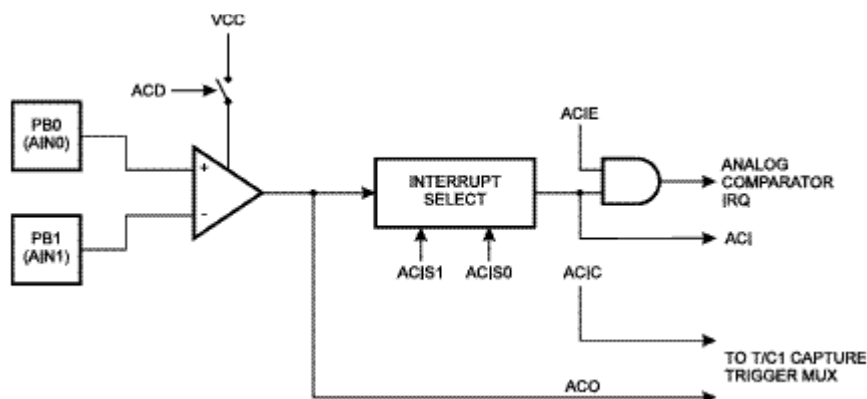 VCC
ACD
PB0
(AIN0)
+
-
PB1
(AIN1)
INTERRUPT
SELECT
ACIS1
ACIS0
ACIE
ANALOG
COMPARATOR
IRQ
ACI
ACIC
TO T/C1 CAPTURE
TRIGGER MUX
ACO